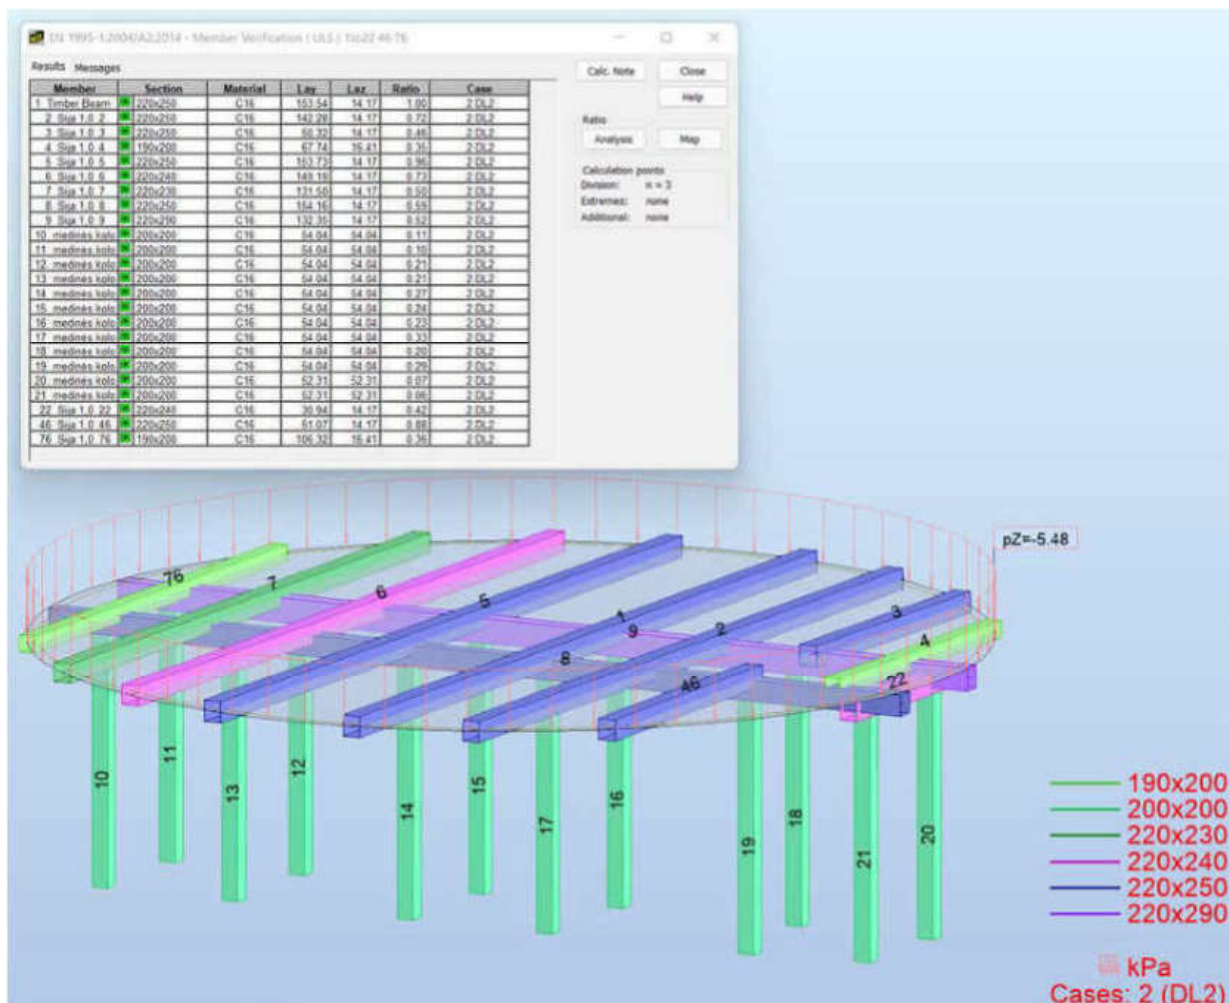 EN 1995-1:2004/A2:2014 - Member Verification ( ULS ) No22 46 76
Results Messages
Calc. Note Close
Help
Ratio
Analysis Map
Calculation points
Division: n = 3
Extremes: none
Additional: none
Member Section Material Lay Laz Ratio Case
1 Timber Beam 220x250 C16 153.54 14.17 1.00 2 DL2
2 Sija 1,0 2 220x250 C16 142.28 14.17 0.72 2 DL2
3 Sija 1,0 3 220x250 C16 50.32 14.17 0.46 2 DL2
4 Sija 1,0 4 190x200 C16 67.74 16.41 0.35 2 DL2
5 Sija 1,0 5 220x250 C16 153.73 14.17 0.96 2 DL2
6 Sija 1,0 6 220x240 C16 149.19 14.17 0.73 2 DL2
7 Sija 1,0 7 220x230 C16 131.50 14.17 0.50 2 DL2
8 Sija 1,0 8 220x250 C16 184.16 14.17 0.59 2 DL2
9 Sija 1,0 9 220x290 C16 132.35 14.17 0.52 2 DL2
10 medinės kolo 200x200 C16 54.04 54.04 0.11 2 DL2
11 medinės kolo 200x200 C16 54.04 54.04 0.10 2 DL2
12 medinės kolo 200x200 C16 54.04 54.04 0.21 2 DL2
13 medinės kolo 200x200 C16 54.04 54.04 0.21 2 DL2
14 medinės kolo 200x200 C16 54.04 54.04 0.27 2 DL2
15 medinės kolo 200x200 C16 54.04 54.04 0.24 2 DL2
16 medinės kolo 200x200 C16 54.04 54.04 0.23 2 DL2
17 medinės kolo 200x200 C16 54.04 54.04 0.33 2 DL2
18 medinės kolo 200x200 C16 54.04 54.04 0.20 2 DL2
19 medinės kolo 200x200 C16 54.04 54.04 0.29 2 DL2
20 medinės kolo 200x200 C16 52.31 52.31 0.07 2 DL2
21 medinės kolo 200x200 C16 52.31 52.31 0.06 2 DL2
22 Sija 1,0 22 220x240 C16 30.94 14.17 0.42 2 DL2
46 Sija 1,0 46 220x250 C16 51.07 14.17 0.88 2 DL2
76 Sija 1,0 76 190x200 C16 106.32 16.41 0.36 2 DL2
pZ=-5.48
76
7
6
5
1
9
2
3
4
8
46
22
10
11
13
12
14
15
17
16
19
18
21
20
190x200
200x200
220x230
220x240
220x250
220x290
kPa
Cases: 2 (DL2)